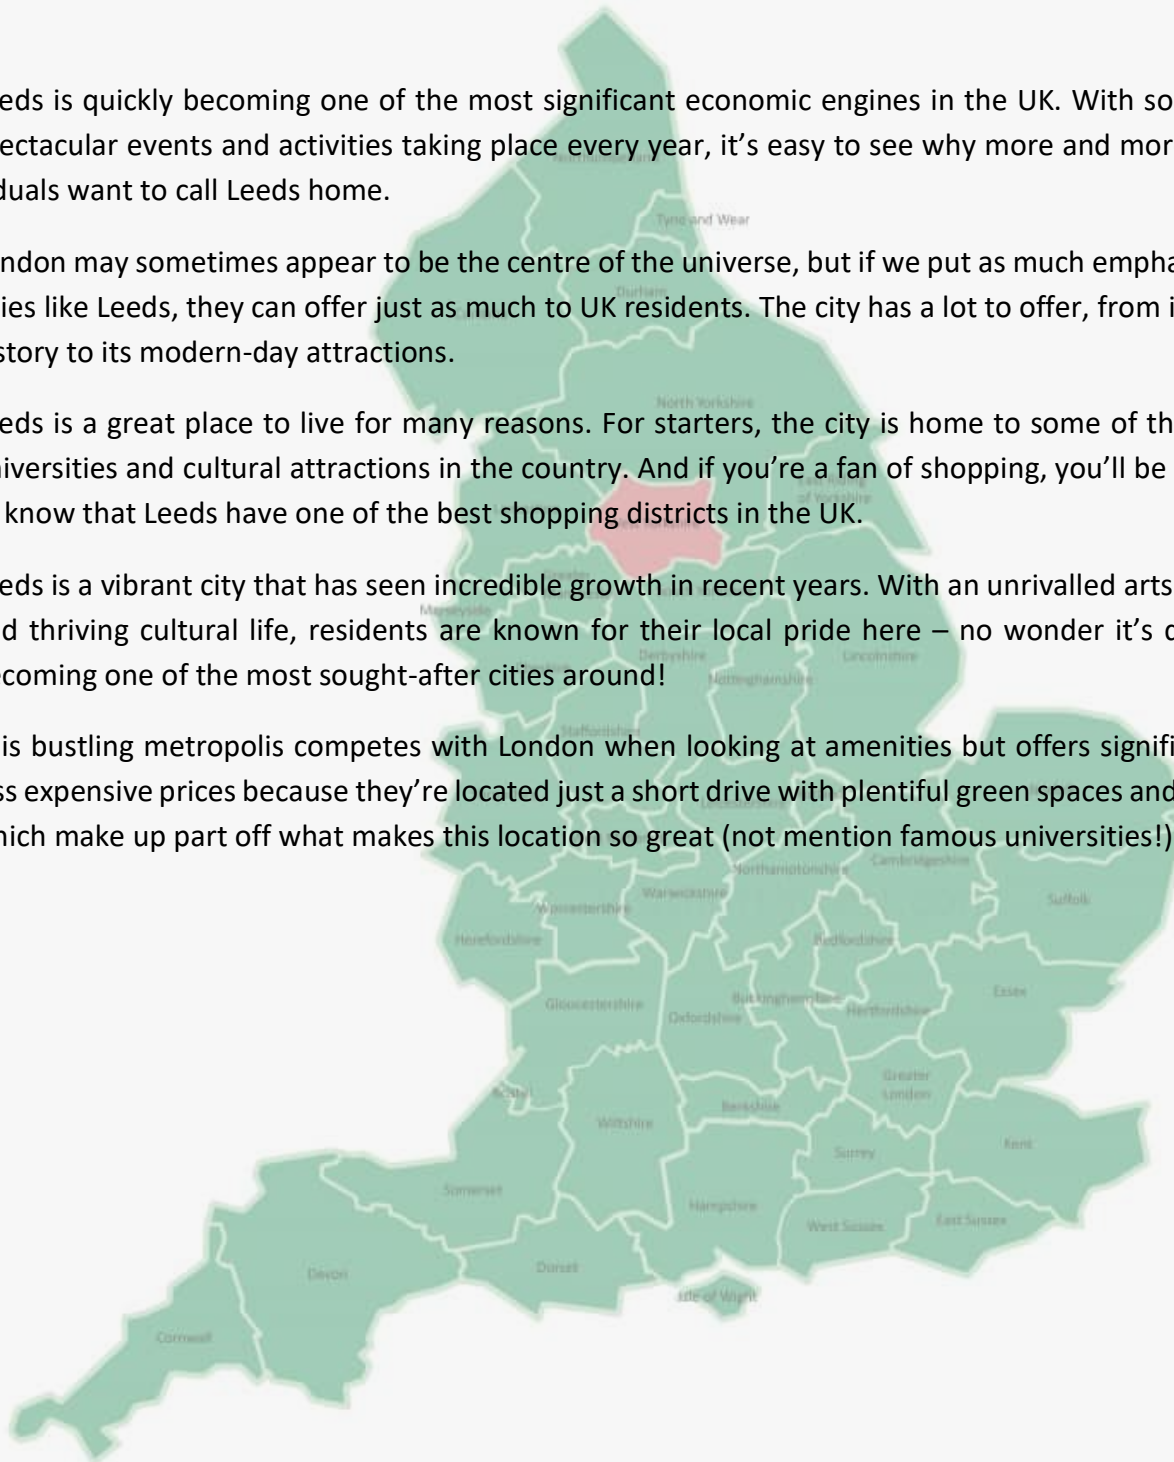 eds is quickly becoming one of the most significant economic engines in the UK. With so
ectacular events and activities taking place every year, it’s easy to see why more and mor
duals want to call Leeds home.
ndon may sometimes appear to be the centre of the universe, but if we put as much empha
ies like Leeds, they can offer just as much to UK residents. The city has a lot to offer, from i
story to its modern-day attractions.
eds is a great place to live for many reasons. For starters, the city is home to some of th
iversities and cultural attractions in the country. And if you’re a fan of shopping, you’ll be
know that Leeds have one of the best shopping districts in the UK.
eds is a vibrant city that has seen incredible growth in recent years. With an unrivalled arts
d thriving cultural life, residents are known for their local pride here – no wonder it’s
coming one of the most sought-after cities around!
is bustling metropolis competes with London when looking at amenities but offers signifi
ss expensive prices because they’re located just a short drive with plentiful green spaces and
hich make up part off what makes this location so great (not mention famous universities!)
Tyne and Wear
Durham
North Yorkshire
East Riding
of Yorkshire
Merseyside
Derbyshire
Lincolnshire
Nottinghamshire
Staffordshire
Leicestershire
Northamptonshire
Cambridgeshire
Warwickshire
Suffolk
Worcestershire
Herefordshire
Bedfordshire
Gloucestershire
Buckinghamshire
Essex
Oxfordshire
Hertfordshire
Greater
London
Bristol
Berkshire
Wiltshire
Kent
Surrey
Somerset
Hampshire
West Sussex
East Sussex
Devon
Dorset
Isle of Wight
Cornwall